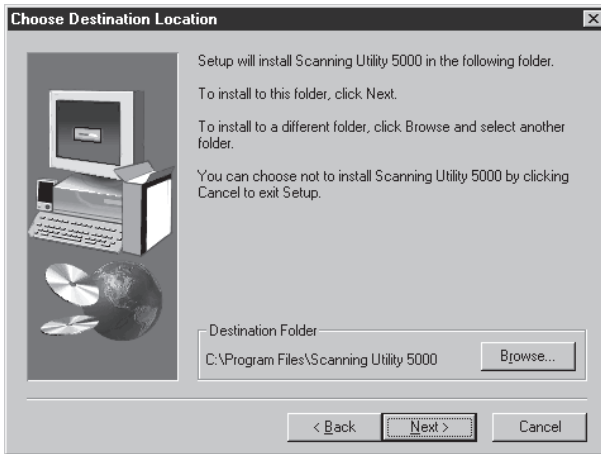 Choose Destination Location
Setup will install Scanning Utility 5000 in the following folder.
To install to this folder, click Next.
To install to a different folder, click Browse and select another
folder.
You can choose not to install Scanning Utility 5000 by clicking
Cancel to exit Setup.
Destination Folder
C:\Program Files\Scanning Utility 5000
Browse...
< Back
Next >
Cancel